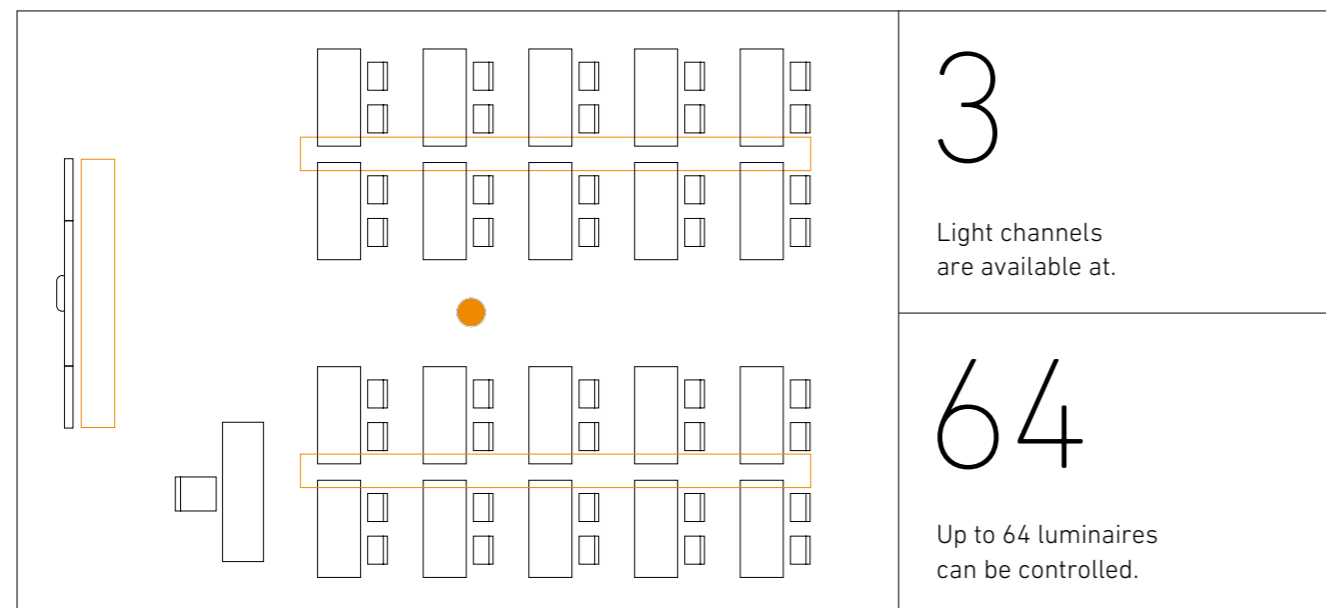 3
Light channels
are available at.
64
Up to 64 luminaires
can be controlled.